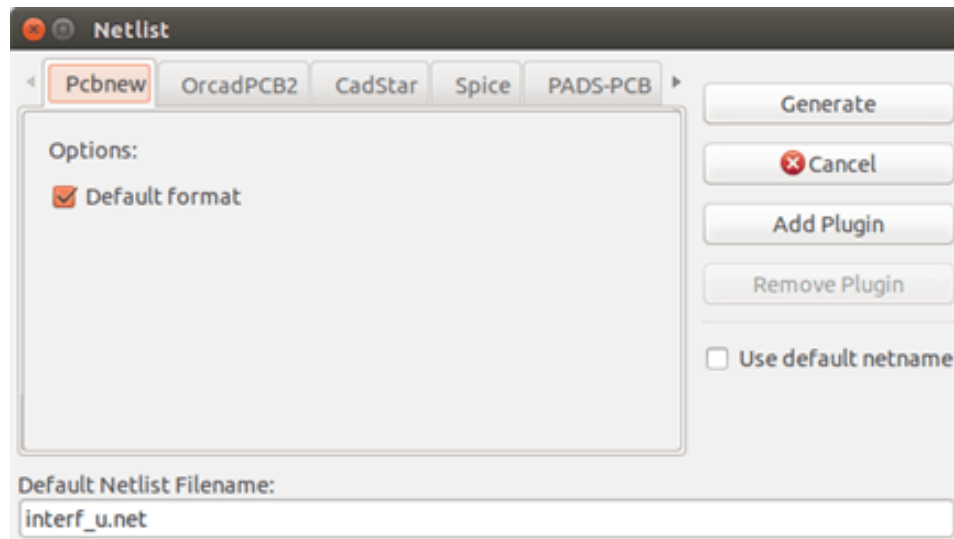 Netlist
Pcbnew OrcadPCB2 CadStar Spice PADS-PCB
Generate
Options:
Cancel
Default format
Add Plugin
Remove Plugin
Use default netname
Default Netlist Filename:
interf_u.net